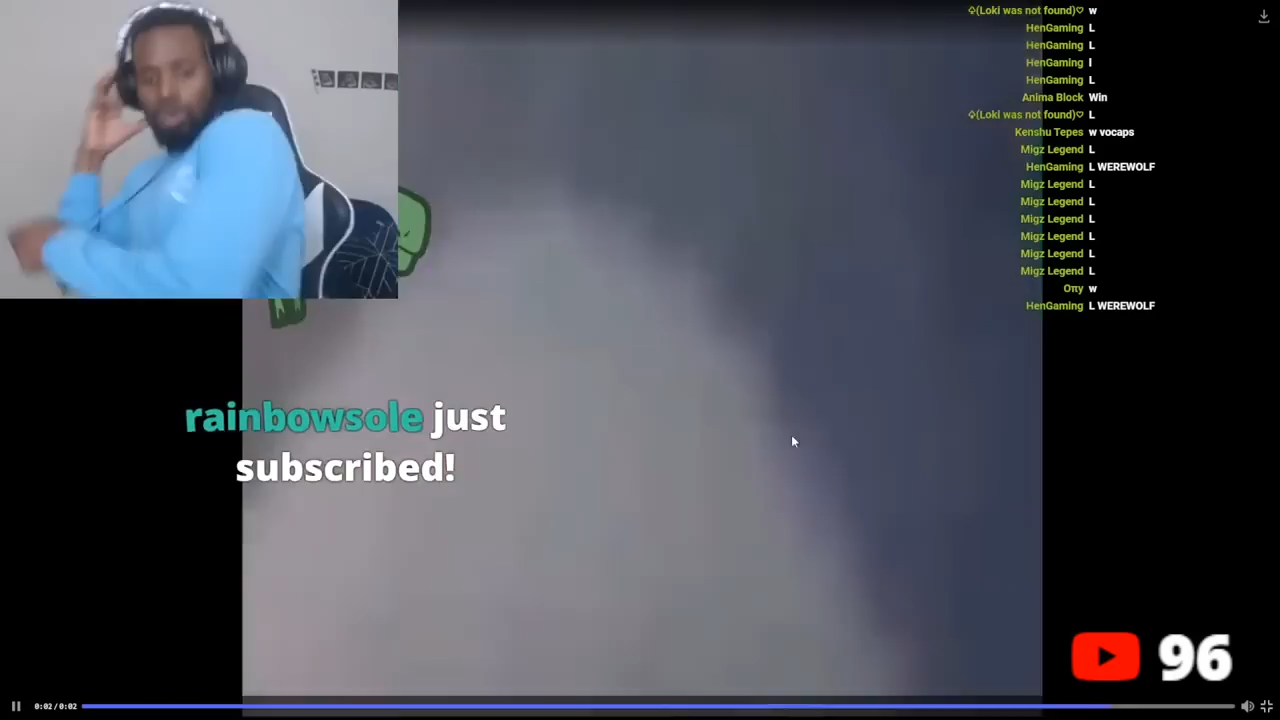 ♤(Loki was not found)♡ w
HenGaming L
HenGaming L
HenGaming l
HenGaming L
Anima Block Win
♤(Loki was not found)♡ L
Kenshu Tepes w vocaps
Migz Legend L
HenGaming L WEREWOLF
Migz Legend L
Migz Legend L
Migz Legend L
Migz Legend L
Migz Legend L
Migz Legend L
Οπγ w
HenGaming L WEREWOLF
rainbowsole just
subscribed!
96
0:02 / 0:02